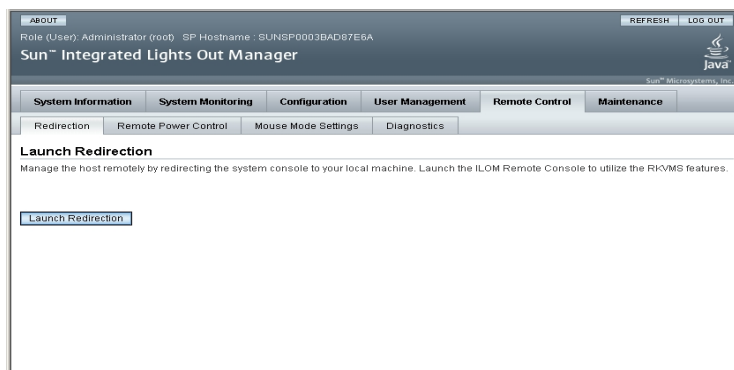 ABOUT REFRESH LOG OUT
Role (User): Administrator (root) SP Hostname : SUNSP0003BAD87E6A
Sun™ Integrated Lights Out Manager
Java™
Sun™ Microsystems, Inc.
System Information System Monitoring Configuration User Management Remote Control Maintenance
Redirection Remote Power Control Mouse Mode Settings Diagnostics
Launch Redirection
Manage the host remotely by redirecting the system console to your local machine. Launch the ILOM Remote Console to utilize the RKVMS features.
Launch Redirection